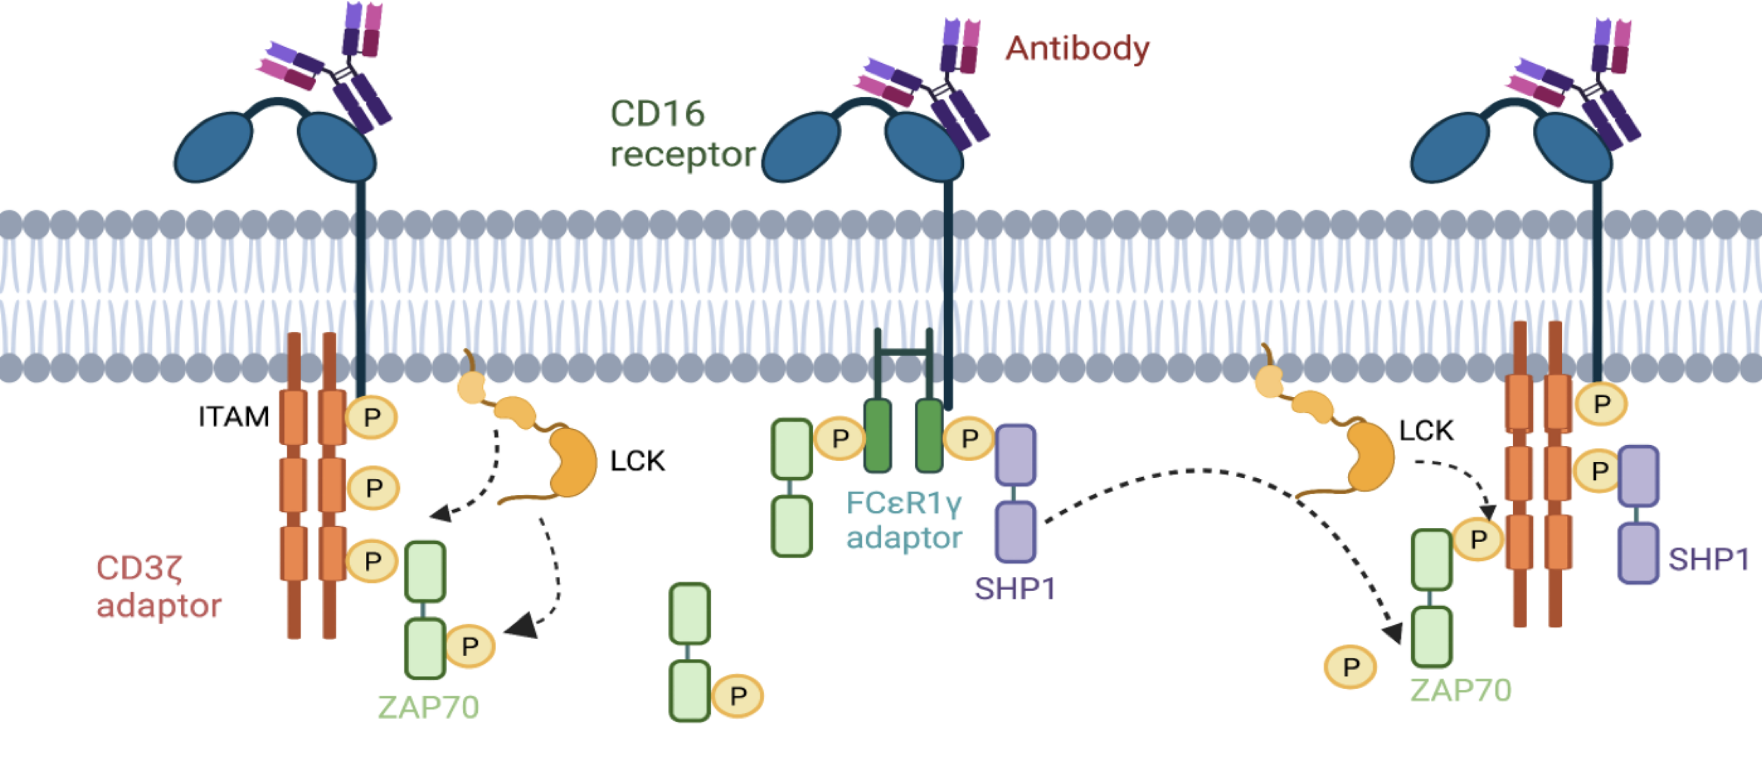 Antibody
CD16
receptor
ITAM
P
P
P
LCK
CD3ζ
adaptor
P
ZAP70
P
P
P
FCεR1γ
adaptor
SHP1
LCK
P
P
P
SHP1
P
ZAP70